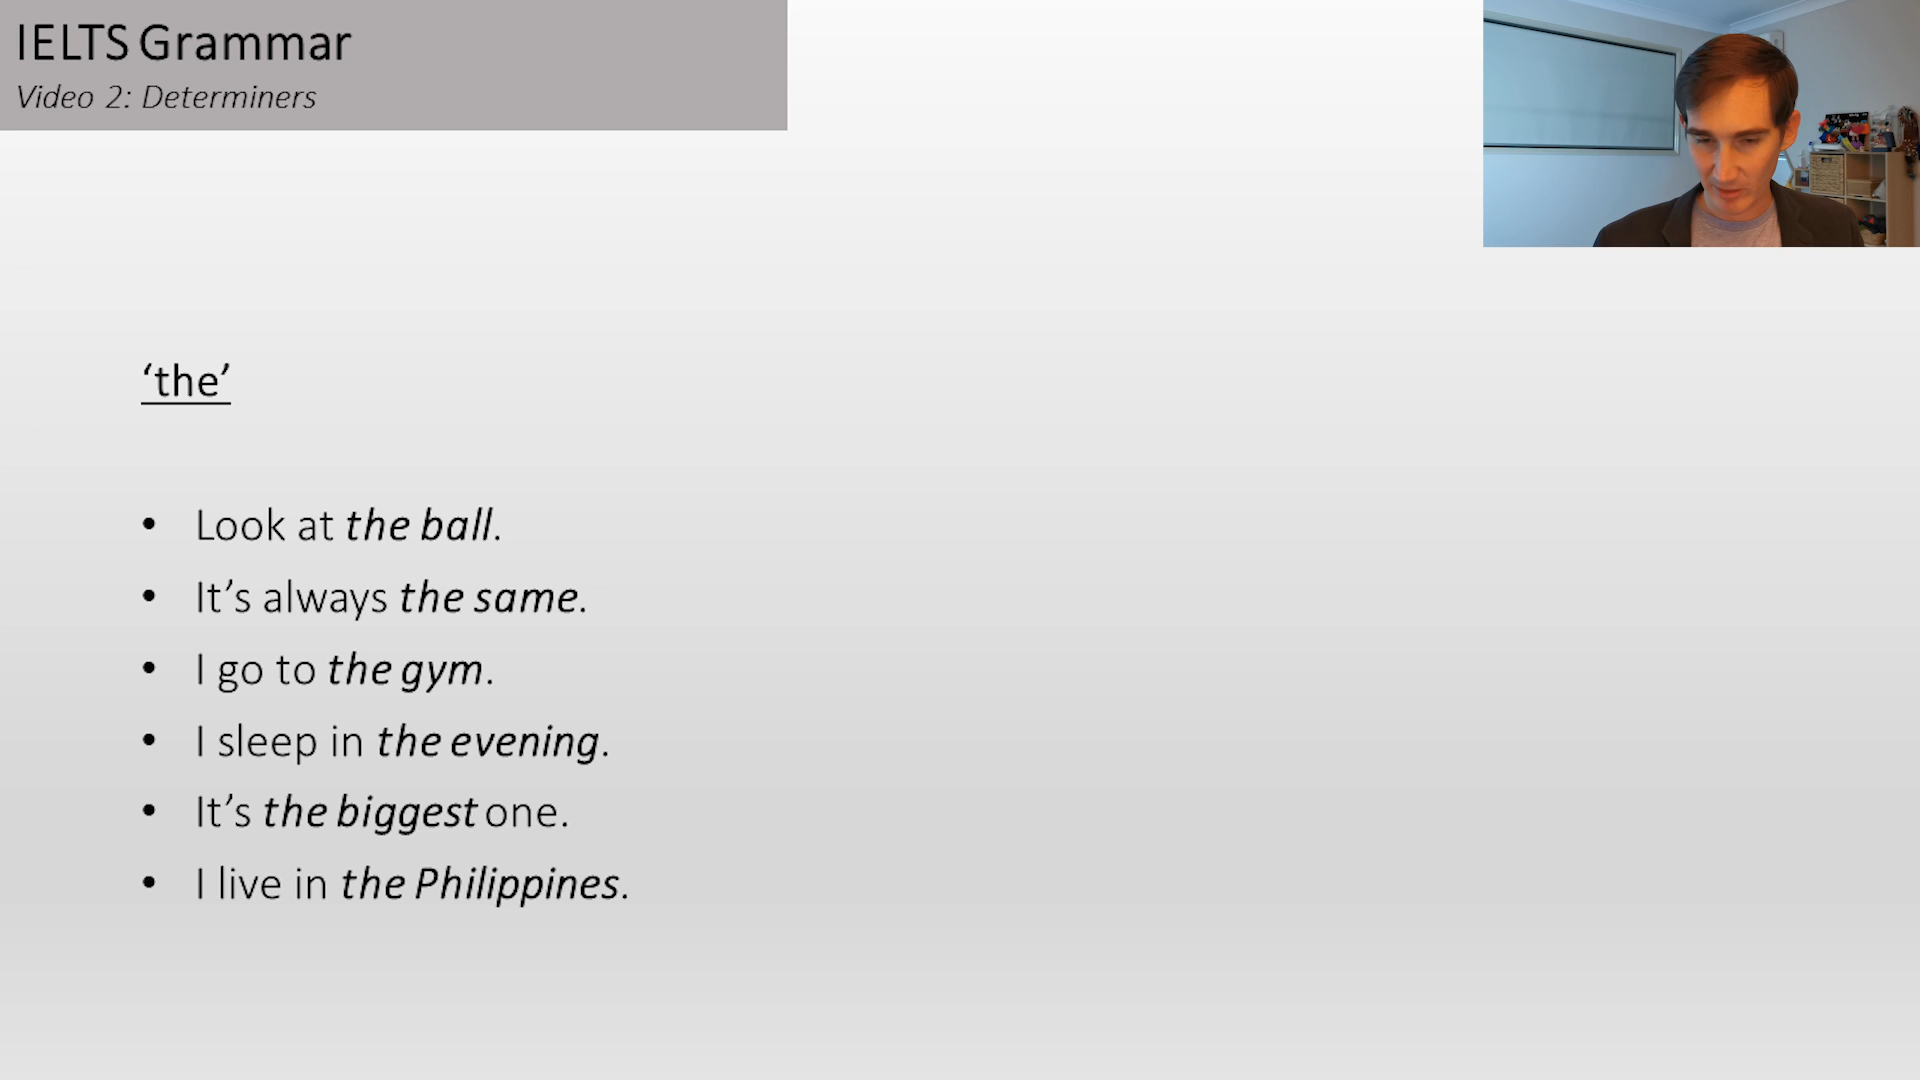 IELTS Grammar
Video 2: Determiners
‘the’
• Look at the ball.
• It’s always the same.
• I go to the gym.
• I sleep in the evening.
• It’s the biggest one.
• I live in the Philippines.